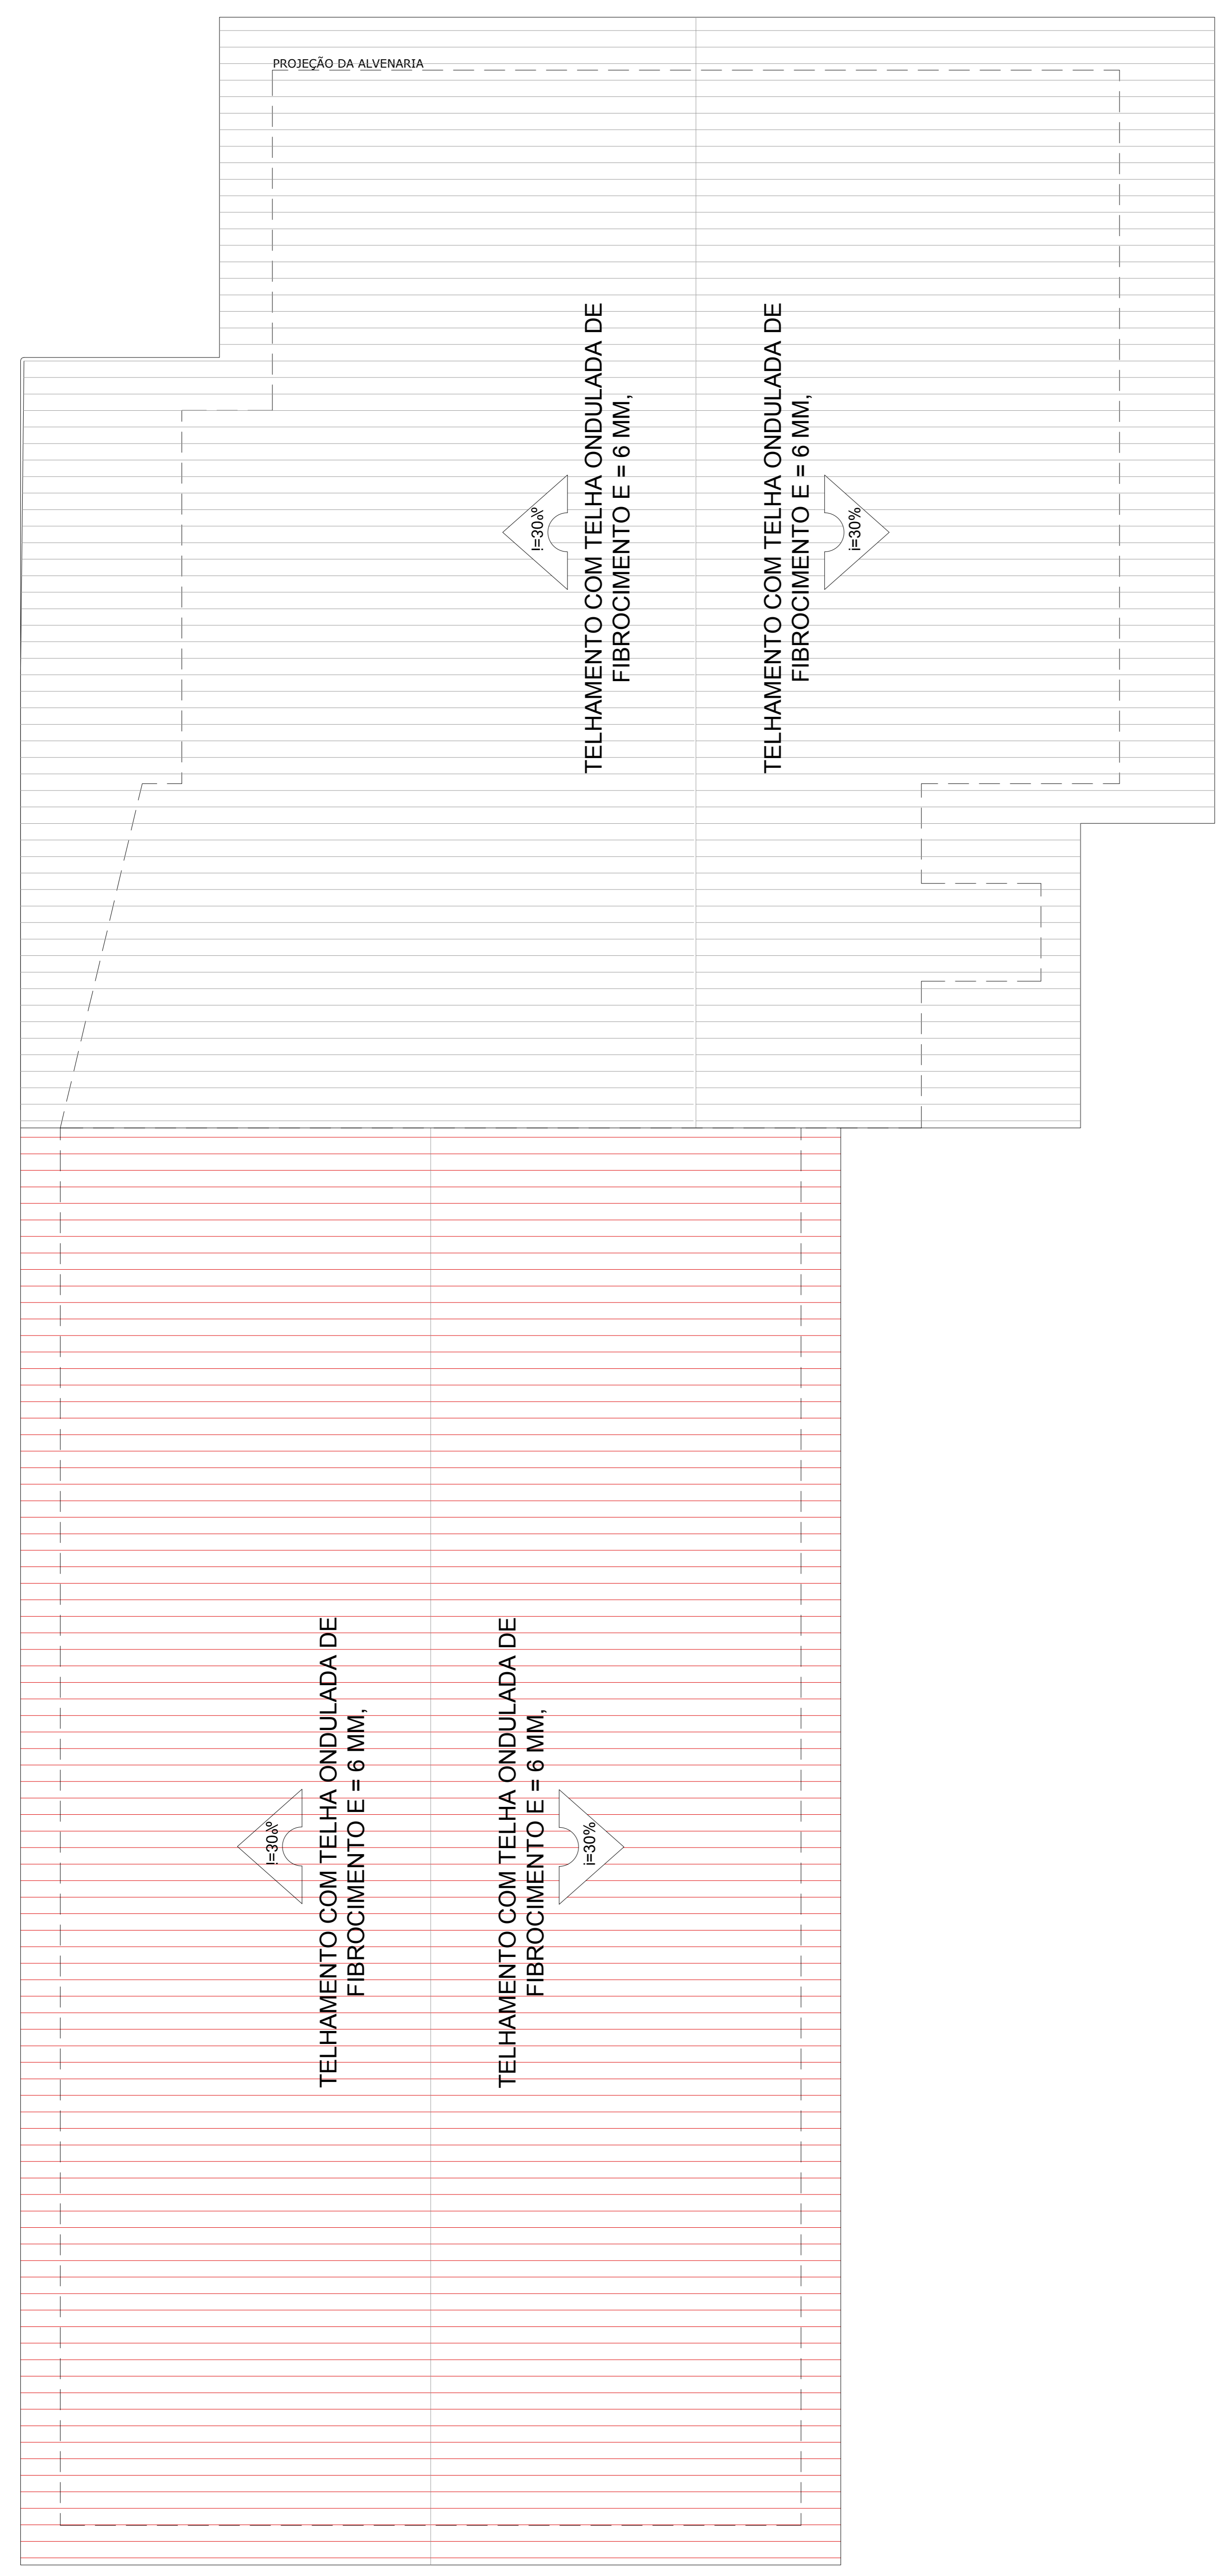 PROJEÇÃO DA ALVENARIA
i=30%
TELHAMENTO COM TELHA ONDULADA DE
FIBROCIMENTO E = 6 MM,
TELHAMENTO COM TELHA ONDULADA DE
FIBROCIMENTO E = 6 MM,
i=30%
i=30%
TELHAMENTO COM TELHA ONDULADA DE
FIBROCIMENTO E = 6 MM,
TELHAMENTO COM TELHA ONDULADA DE
FIBROCIMENTO E = 6 MM,
i=30%